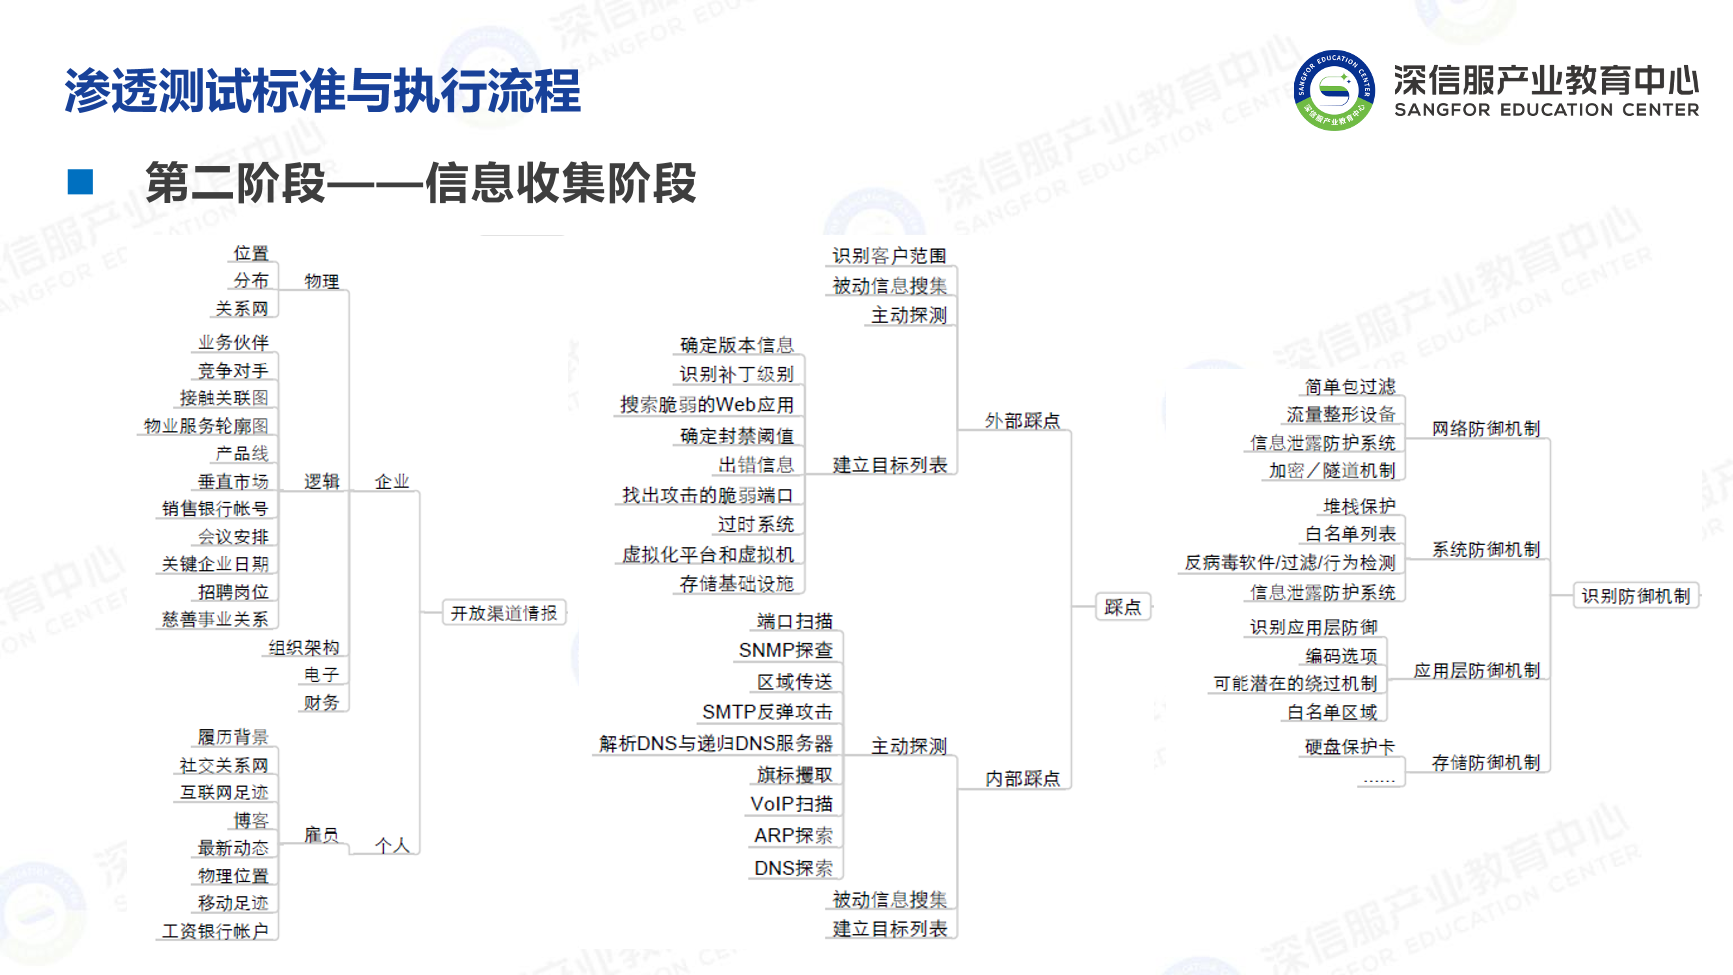 渗透测试标准与执行流程
深信服产业教育中心
SANGFOR EDUCATION CENTER
第二阶段——信息收集阶段
位置
分布
关系网
物理
业务伙伴
竞争对手
接触关联图
物业服务轮廓图
产品线
垂直市场
销售银行帐号
会议安排
关键企业日期
招聘岗位
慈善事业关系
逻辑
组织架构
电子
财务
企业
履历背景
社交关系网
互联网足迹
博客
最新动态
物理位置
移动足迹
工资银行帐户
雇员
个人
开放渠道情报
识别客户范围
被动信息搜集
主动探测
确定版本信息
识别补丁级别
搜索脆弱的Web应用
确定封禁阈值
出错信息
找出攻击的脆弱端口
过时系统
虚拟化平台和虚拟机
存储基础设施
建立目标列表
外部踩点
端口扫描
SNMP探查
区域传送
SMTP反弹攻击
解析DNS与递归DNS服务器
旗标攫取
VoIP扫描
ARP探索
DNS探索
主动探测
被动信息搜集
建立目标列表
内部踩点
踩点
简单包过滤
流量整形设备
信息泄露防护系统
加密／隧道机制
网络防御机制
堆栈保护
白名单列表
反病毒软件/过滤/行为检测
信息泄露防护系统
系统防御机制
识别应用层防御
编码选项
可能潜在的绕过机制
白名单区域
应用层防御机制
硬盘保护卡
……
存储防御机制
识别防御机制